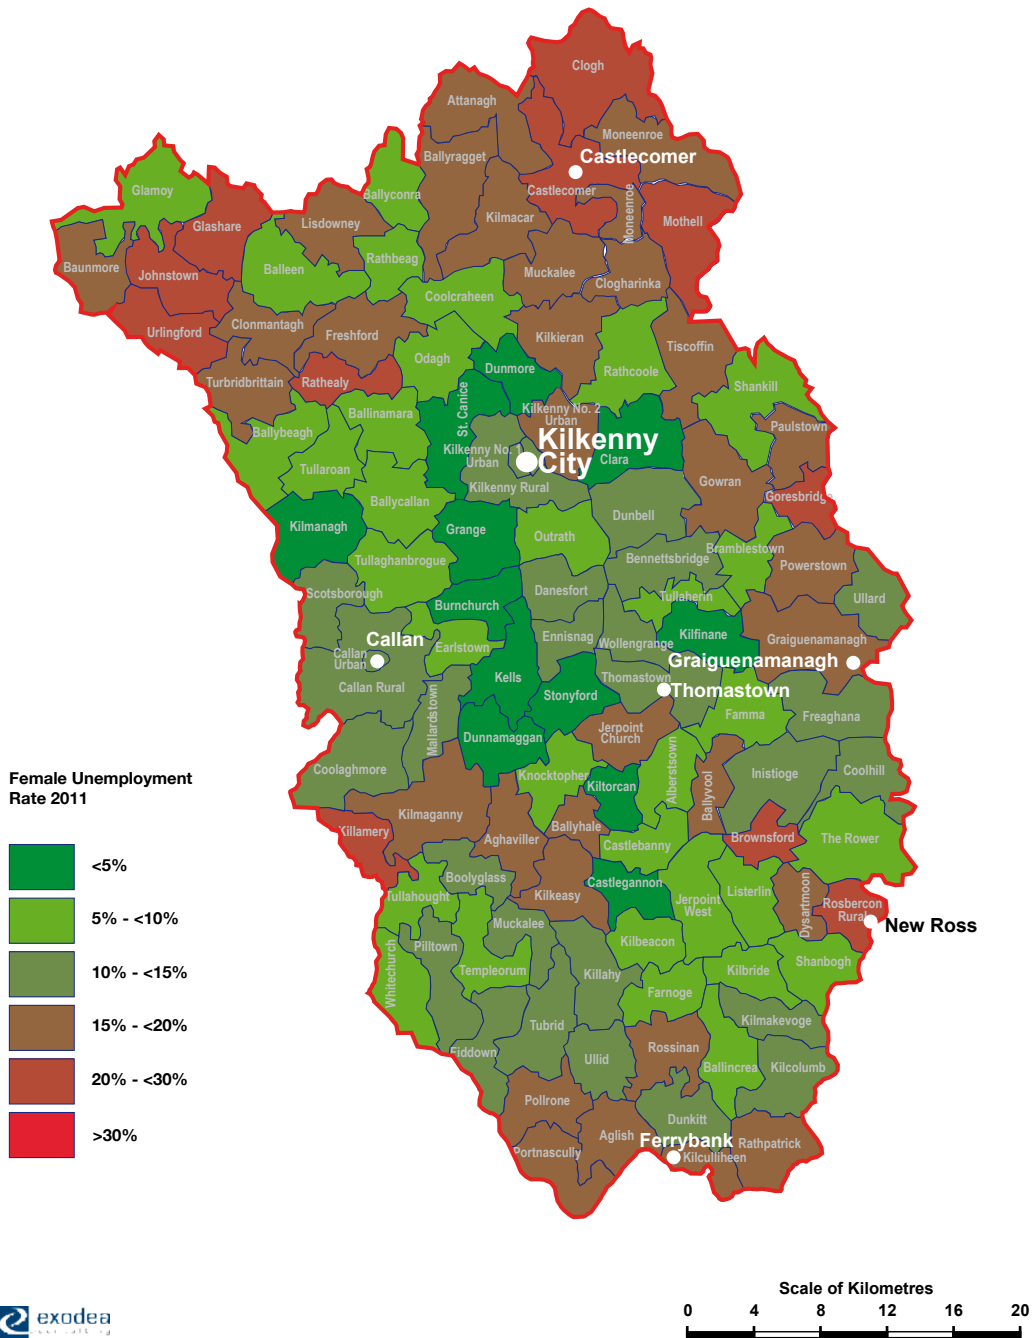 Clogh
Attanagh
Moneenroe
Castlecomer
Ballyragget
Castlecomer
Glamoy
Ballyconra
Lisdowney
Kilmacar
Moneenroe
Mothell
Glashare
Rathbeag
Baunmore
Johnstown
Balleen
Muckalee
Clogharinka
Coolcraheen
Urlingford
Clonmantagh
Freshford
Kilkieran
Tiscoffin
Odagh
Dunmore
Rathcoole
Turbridbrittain
Rathealy
Shankill
St. Canice
Ballinamara
Kilkenny No. 2
Urban
Paulstown
Ballybeagh
Kilkenny
City
Kilkenny No. 1
Urban
Clara
Tullaroan
Kilkenny Rural
Gowran
Goresbridge
Ballycallan
Dunbell
Kilmanagh
Grange
Outrath
Bramblestown
Tullaghanbrogue
Bennettsbridge
Powerstown
Scotsborough
Danesfort
Tullaherin
Ullard
Burnchurch
Callan
Ennisnag
Wollengrange
Kilfinane
Graiguenamanagh
Earlstown
Callan
Urban
Graiguenamanagh
Kells
Thomastown
Thomastown
Callan Rural
Stonyford
Mallardstown
Famma
Freaghana
Jerpoint
Church
Dunnamaggan
Coolaghmore
Knocktopher
Alberstsown
Inistioge
Coolhill
Female Unemployment
Rate 2011
Kiltorcan
Ballyvool
Kilmaganny
Killamery
Ballyhale
Brownsford
The Rower
Aghaviller
Castlebanny
<5%
Boolyglass
Castlegannon
Tullahought
Kilkeasy
Jerpoint
West
Listerlin
Dysartmoon
Rosbercon
Rural
5% - <10%
Muckalee
New Ross
Pilltown
Kilbeacon
Whitechurch
Templeorum
Killahy
Kilbride
Shanbogh
10% - <15%
Farnoge
Tubrid
Kilmakevoge
15% - <20%
Fiddown
Ullid
Rossinan
Ballincrea
Kilcolumb
20% - <30%
Pollrone
Dunkitt
>30%
Aglish
Ferrybank
Rathpatrick
Portnascully
Kilculliheen
Scale of Kilometres
0 4 8 12 16 20
exodea